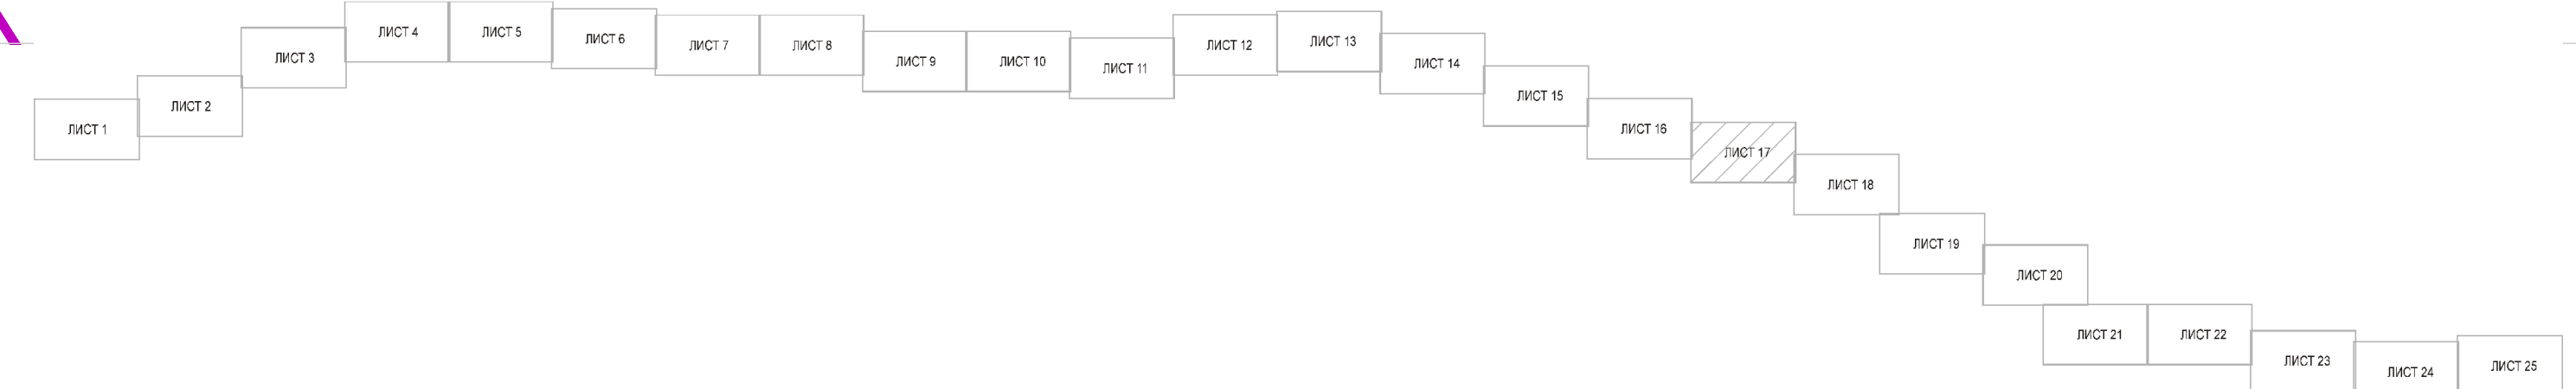 ЛИСТ 1
ЛИСТ 2
ЛИСТ 3
ЛИСТ 4
ЛИСТ 5
ЛИСТ 6
ЛИСТ 7
ЛИСТ 8
ЛИСТ 9
ЛИСТ 10
ЛИСТ 11
ЛИСТ 12
ЛИСТ 13
ЛИСТ 14
ЛИСТ 15
ЛИСТ 16
ЛИСТ 17
ЛИСТ 18
ЛИСТ 19
ЛИСТ 20
ЛИСТ 21
ЛИСТ 22
ЛИСТ 23
ЛИСТ 24
ЛИСТ 25